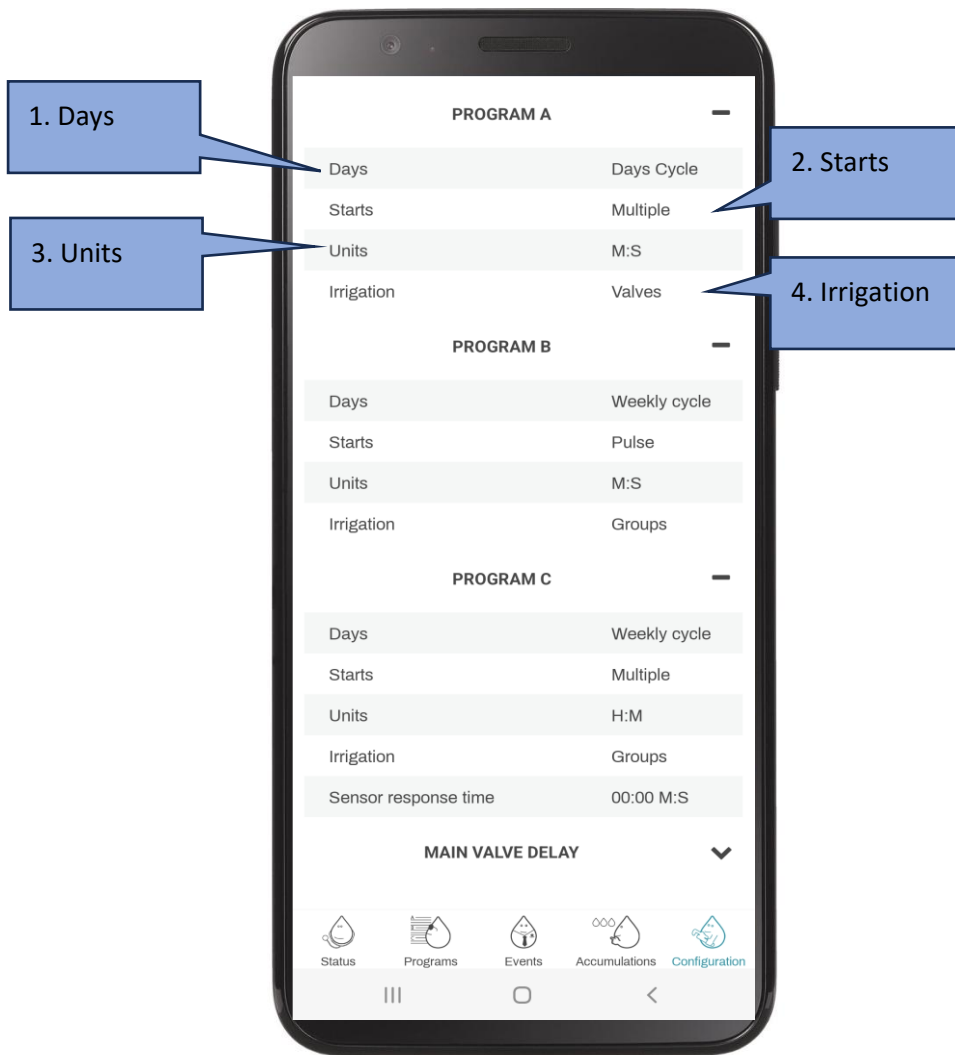 1. Days
2. Starts
3. Units
4. Irrigation
PROGRAM A
Days Days Cycle
Starts Multiple
Units M:S
Irrigation Valves
PROGRAM B
Days Weekly cycle
Starts Pulse
Units M:S
Irrigation Groups
PROGRAM C
Days Weekly cycle
Starts Multiple
Units H:M
Irrigation Groups
Sensor response time 00:00 M:S
MAIN VALVE DELAY
Status Programs Events Accumulations Configuration